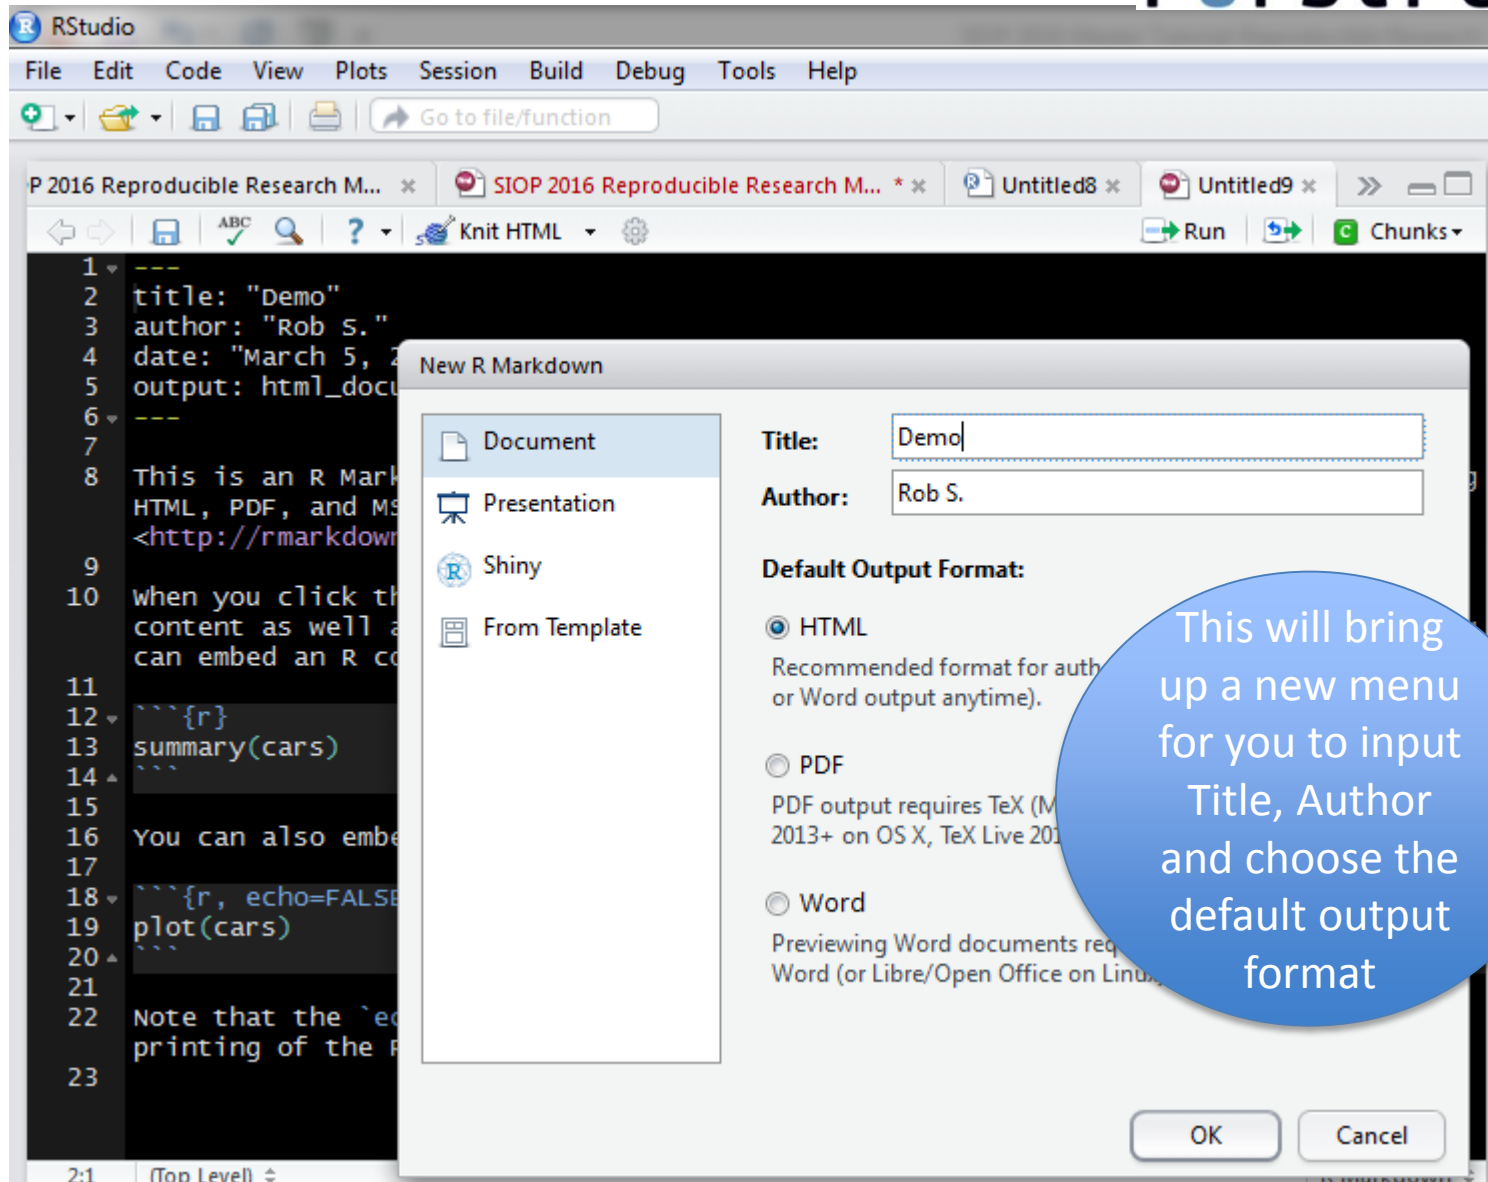 RStudio
File Edit Code View Plots Session Build Debug Tools Help
Go to file/function
P 2016 Reproducible Research M... SIOP 2016 Reproducible Research M... * Untitled8 Untitled9
ABC ? Knit HTML Run C Chunks
1 ---
2 title: "Demo"
3 author: "Rob S."
4 date: "March 5, 2
5 output: html_docu
6 ---
7
8 This is an R Mark
HTML, PDF, and MS
<http://rmarkdown
9
10 When you click th
content as well a
can embed an R co
11
12 ```{r}
13 summary(cars)
14 ```
15
16 You can also embe
17
18 ```{r, echo=FALSE
19 plot(cars)
20 ```
21
22 Note that the `ec
printing of the R
23
2:1 (Top Level)
New R Markdown
Document
Presentation
Shiny
From Template
Title: Demo
Author: Rob S.
Default Output Format:
HTML
Recommended format for auth
or Word output anytime).
PDF
PDF output requires TeX (M
2013+ on OS X, TeX Live 201
Word
Previewing Word documents req
Word (or Libre/Open Office on Linux
OK Cancel
This will bring
up a new menu
for you to input
Title, Author
and choose the
default output
format